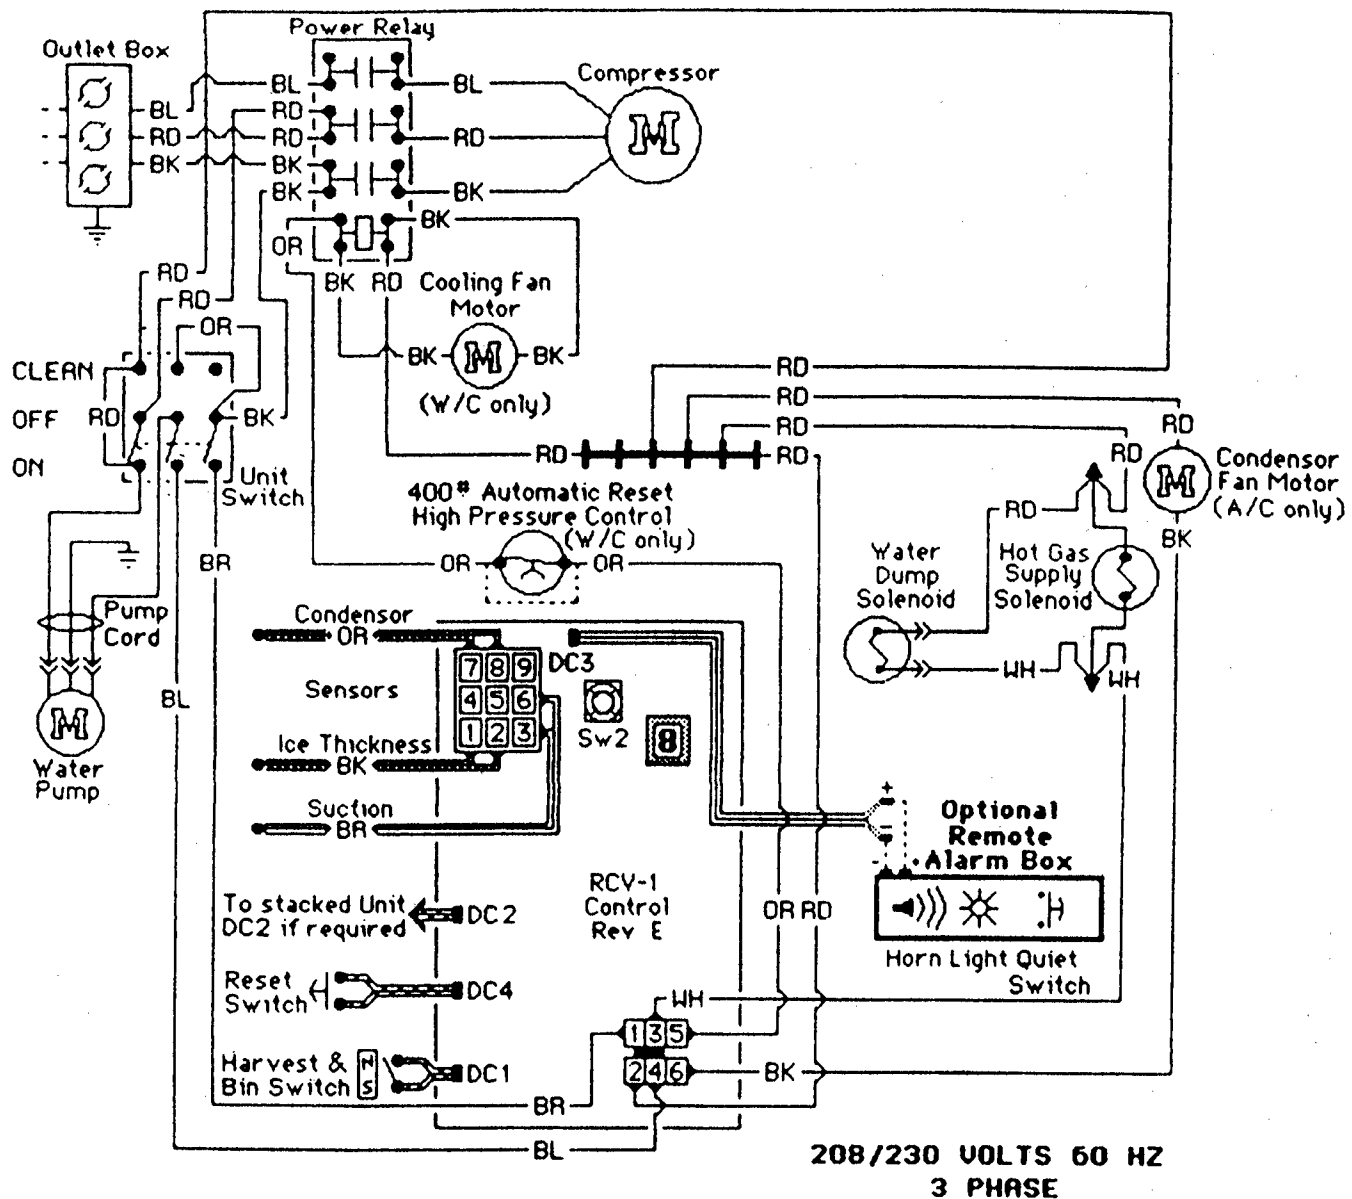 Power Relay
Outlet Box
BL
BL
BL
Compressor
RD
RD
RD
RD
M
BK
BK
BK
BK
BK
OR
RD
BK
RD
Cooling Fan
Motor
RD
OR
BK
M
BK
(W/C only)
CLEAN
OFF
ON
RD
BK
Unit
Switch
RD
RD
RD
RD
RD
RD
RD
M
Condensor
Fan Motor
(A/C only)
BK
400# Automatic Reset
High Pressure Control
(W/C only)
OR
OR
RD
BR
Water
Dump
Solenoid
Hot Gas
Supply
Solenoid
WH
WH
Pump
Cord
M
Water
Pump
BL
Condensor
OR
Sensors
Ice Thickness
BK
Suction
BR
7 8 9
4 5 6
1 2 3
DC3
Sw2
8
+
-
Optional
Remote
Alarm Box
- +
Horn Light Quiet
Switch
RCV-1
Control
Rev E
OR RD
To stacked Unit
DC2 if required
DC2
Reset
Switch
DC4
Harvest &
Bin Switch
N
S
DC1
WH
1 3 5
2 4 6
BK
BR
BL
208/230 VOLTS 60 HZ
3 PHASE